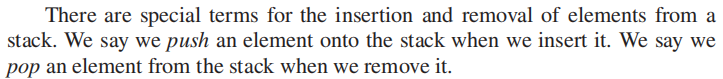 There are special terms for the insertion and removal of elements from a
stack. We say we push an element onto the stack when we insert it. We say we
pop an element from the stack when we remove it.